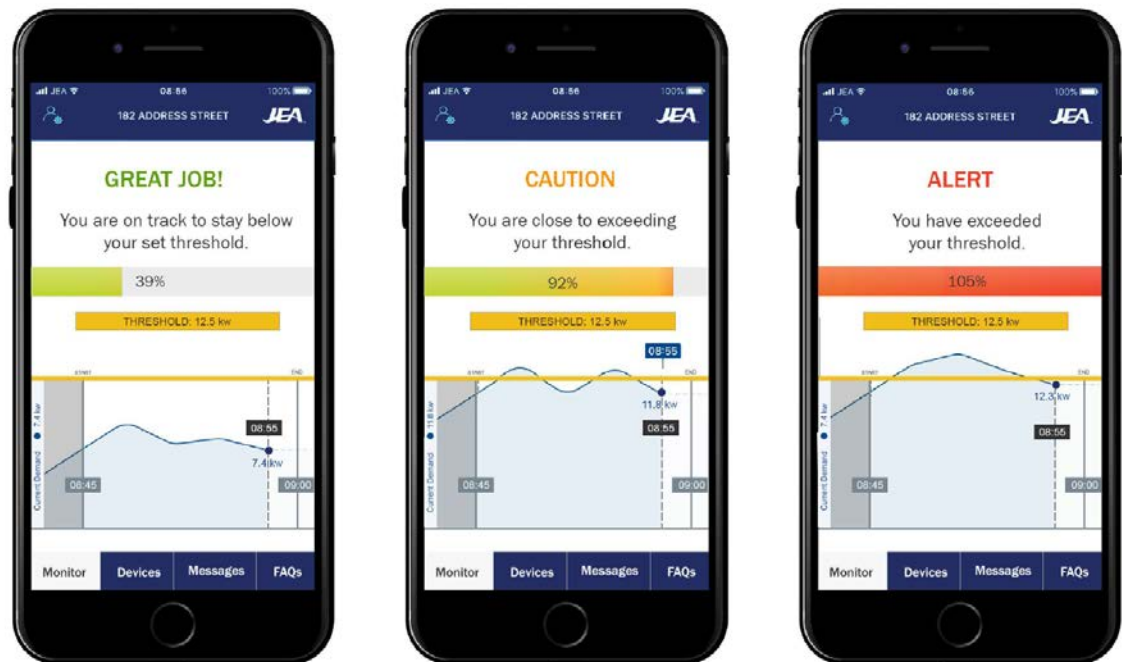 JEA
08:56
100%
182 ADDRESS STREET
JEA
GREAT JOB!
You are on track to stay below
your set threshold.
39%
THRESHOLD: 12.5 kw
START
END
08:55
7.4 kw
Current Demand 7.4 kw
08:45
09:00
Monitor
Devices
Messages
FAQs
JEA
08:56
100%
182 ADDRESS STREET
JEA
CAUTION
You are close to exceeding
your threshold.
92%
THRESHOLD: 12.5 kw
08:55
START
END
11.8 kw
08:55
Current Demand 11.8 kw
08:45
09:00
Monitor
Devices
Messages
FAQs
JEA
08:56
100%
182 ADDRESS STREET
JEA
ALERT
You have exceeded
your threshold.
105%
THRESHOLD: 12.5 kw
START
END
12.3 kw
08:55
Current Demand 7.4 kw
08:45
09:00
Monitor
Devices
Messages
FAQs